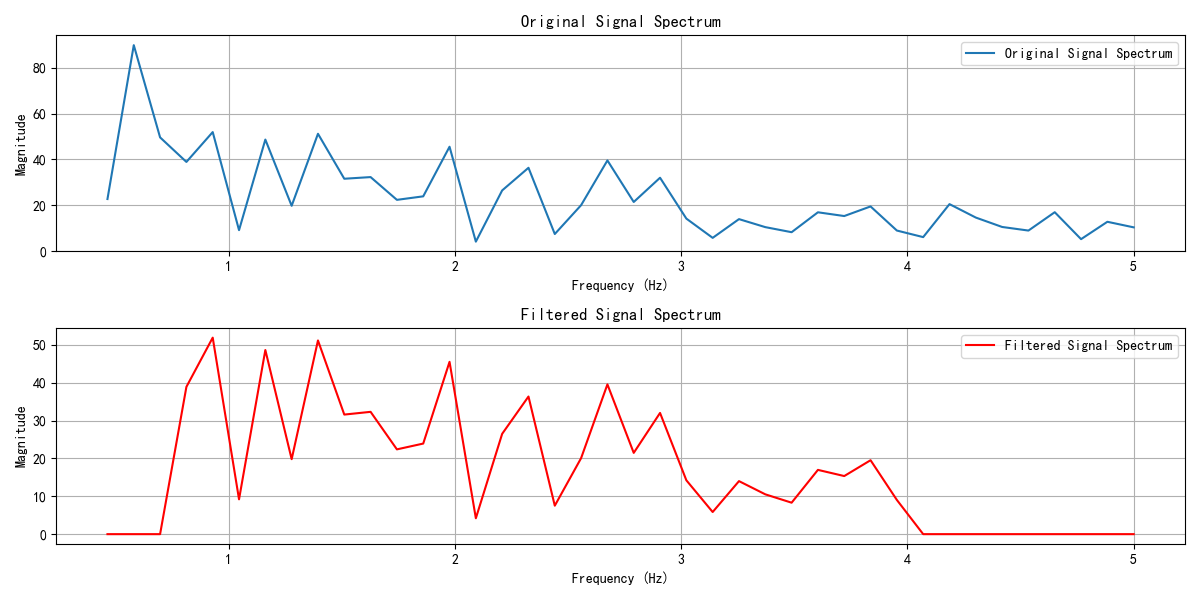 Original Signal Spectrum
Original Signal Spectrum
Magnitude
80
60
40
20
0
1 2 3 4 5
Frequency (Hz)
Filtered Signal Spectrum
Filtered Signal Spectrum
Magnitude
50
40
30
20
10
0
1 2 3 4 5
Frequency (Hz)